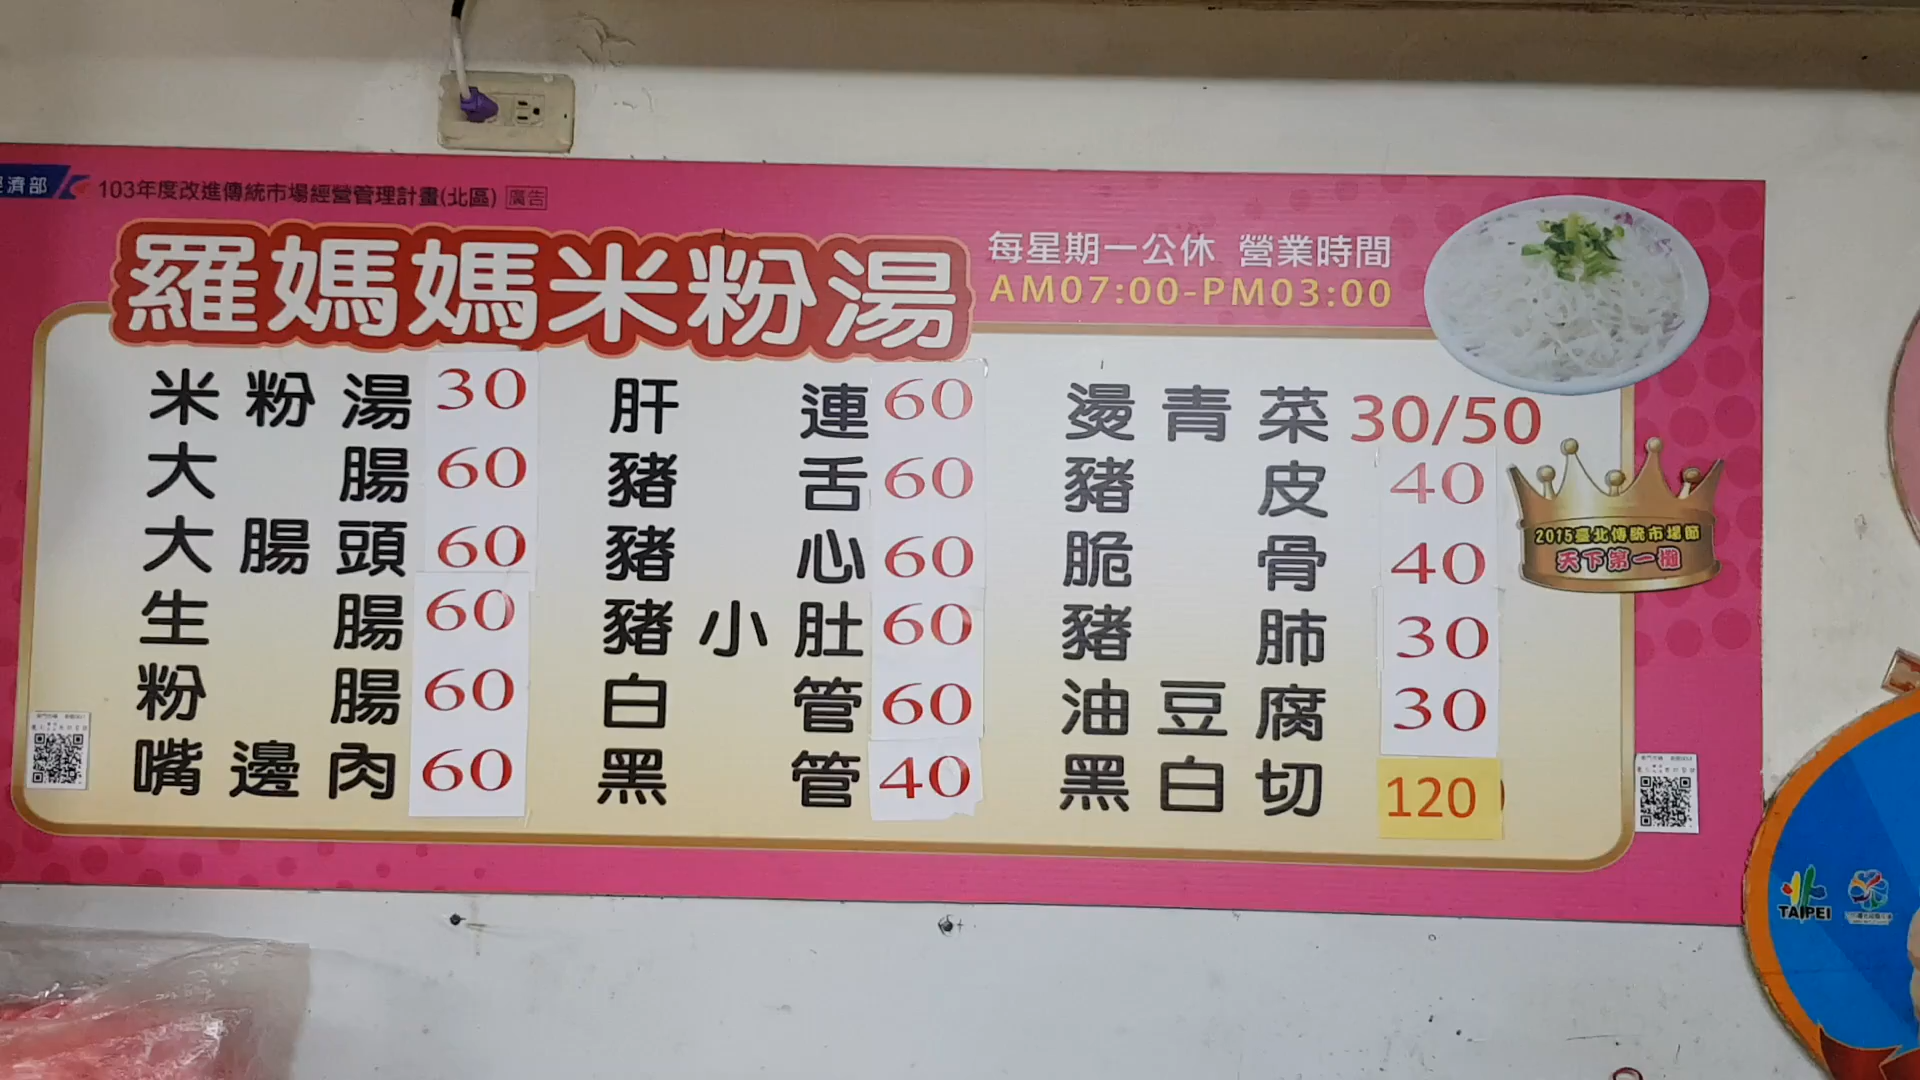 濟部
103年度改進傳統市場經營管理計畫(北區) 廣告
羅媽媽米粉湯
每星期一公休 營業時間
AM07:00-PM03:00
米粉湯 30 肝連 60 燙青菜 30/50
大腸 60 豬舌 60 豬皮 40
大腸頭 60 豬心 60 脆骨 40
生腸 60 豬小肚 60 豬肺 30
粉腸 60 白管 60 油豆腐 30
嘴邊肉 60 黑管 40 黑白切 120
2015臺北傳統市場節
天下第一攤
TAIPEI